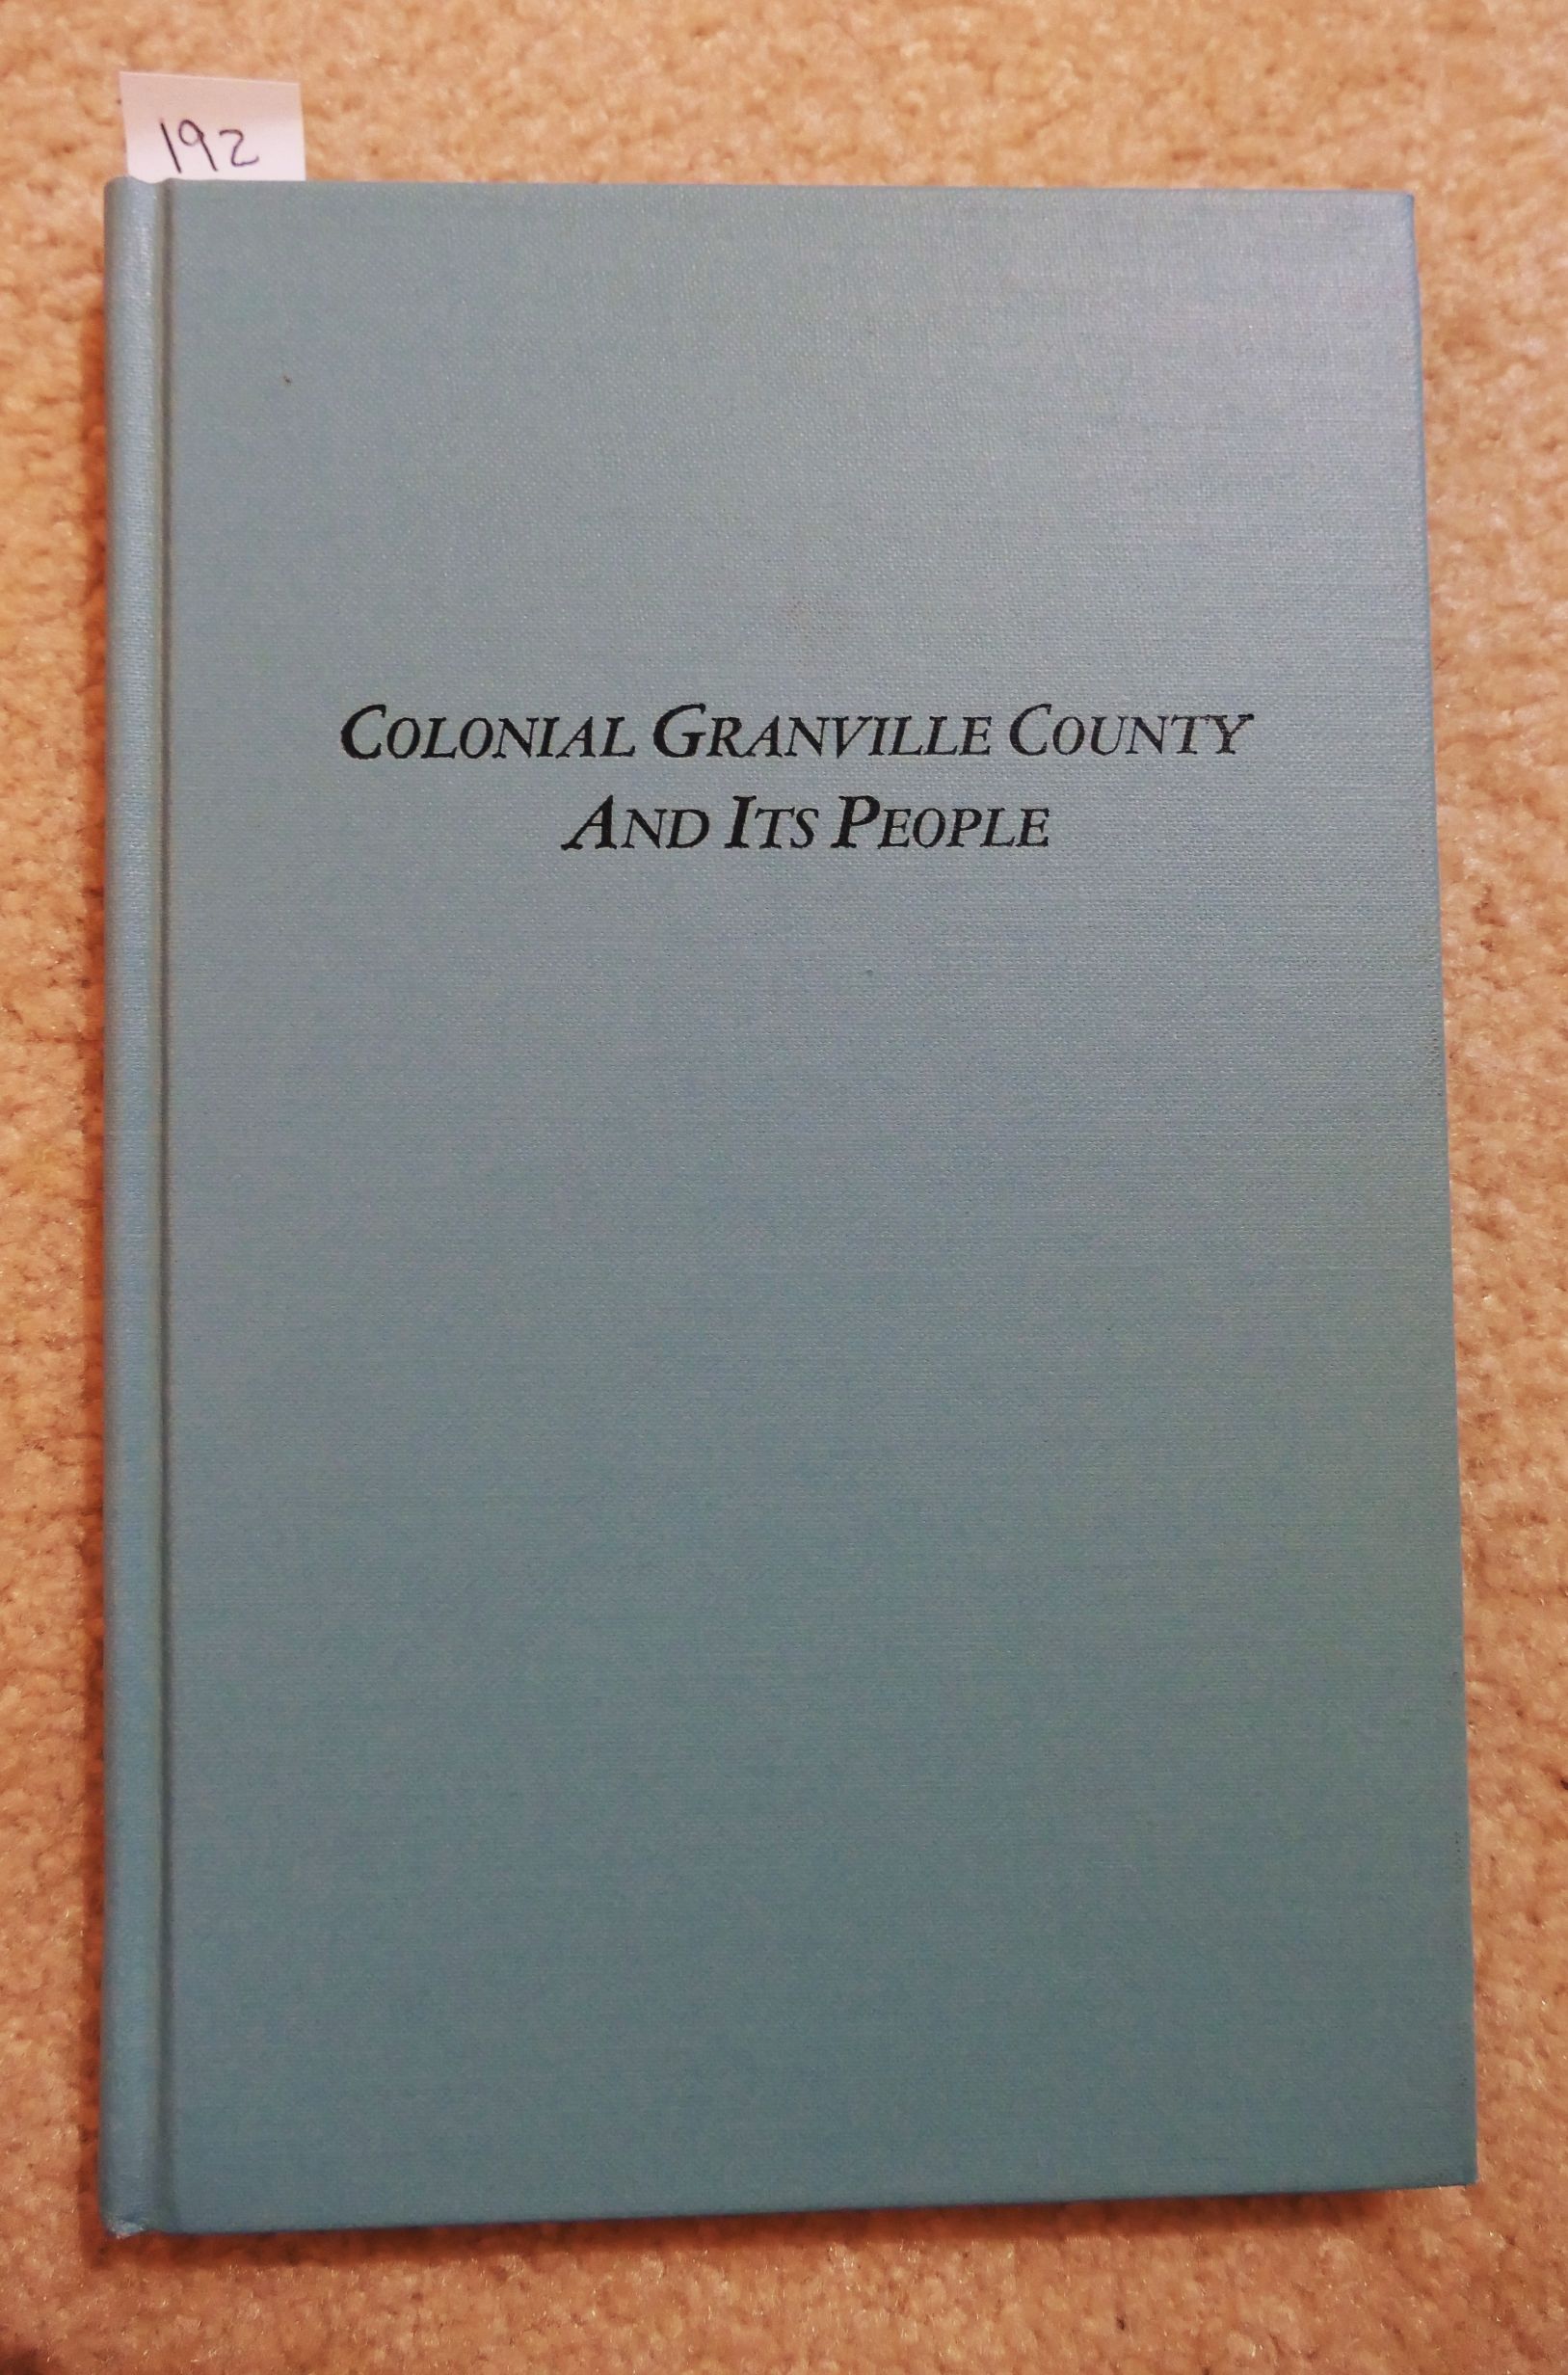 192
COLONIAL GRANVILLE COUNTY
AND ITS PEOPLE